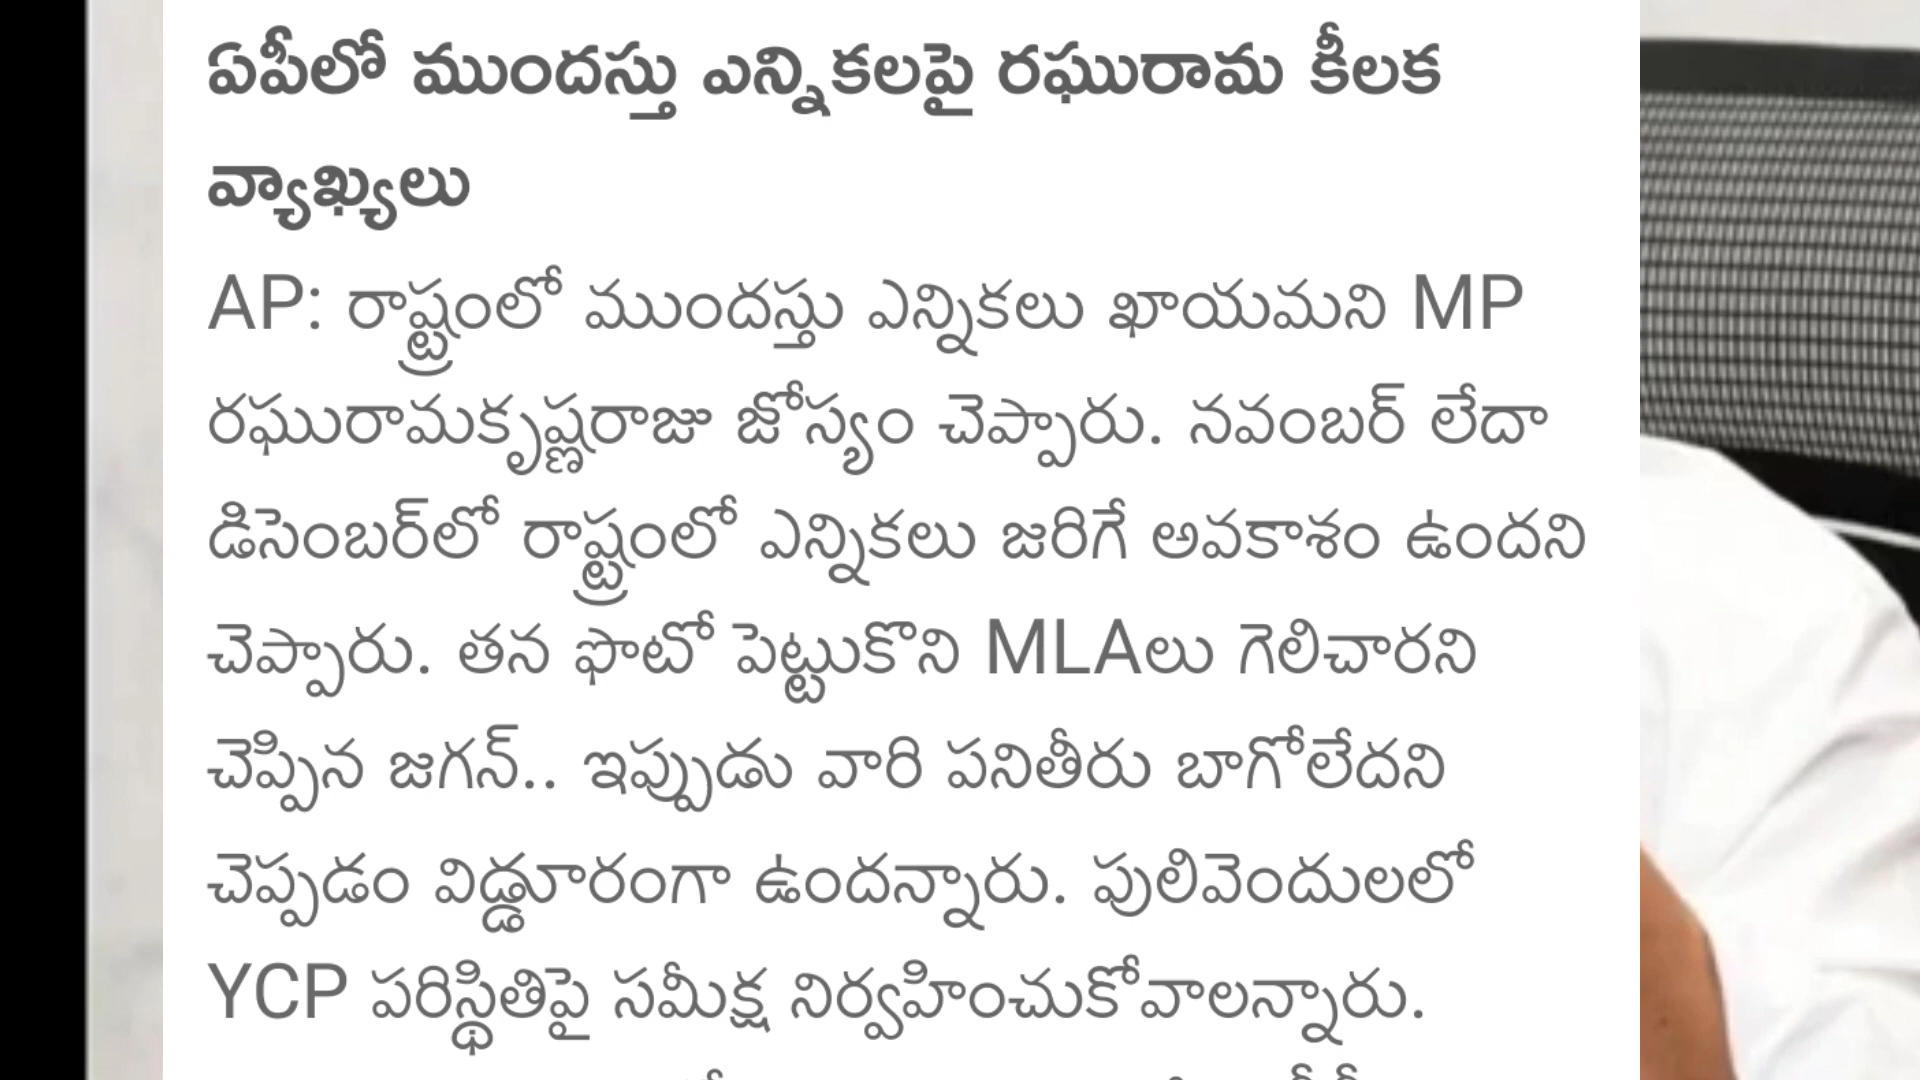 ఏపీలో ముందస్తు ఎన్నికలపై రఘురామ కీలక
వ్యాఖ్యలు
AP: రాష్ట్రంలో ముందస్తు ఎన్నికలు ఖాయమని MP
రఘురామకృష్ణరాజు జోస్యం చెప్పారు. నవంబర్ లేదా
డిసెంబర్‌లో రాష్ట్రంలో ఎన్నికలు జరిగే అవకాశం ఉందని
చెప్పారు. తన ఫొటో పెట్టుకొని MLAలు గెలిచారని
చెప్పిన జగన్.. ఇప్పుడు వారి పనితీరు బాగోలేదని
చెప్పడం విడ్డూరంగా ఉందన్నారు. పులివెందులలో
YCP పరిస్థితిపై సమీక్ష నిర్వహించుకోవాలన్నారు.